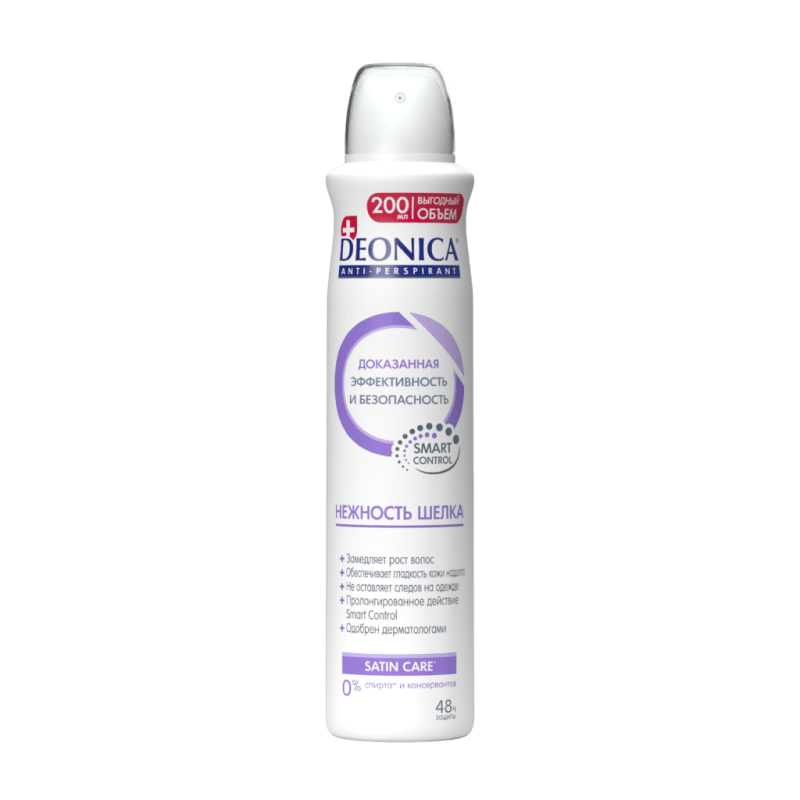 200 мл ВЫГОДНЫЙ ОБЪЕМ
DEONICA®
ANTI-PERSPIRANT
ДОКАЗАННАЯ
ЭФФЕКТИВНОСТЬ
И БЕЗОПАСНОСТЬ
SMART
CONTROL
НЕЖНОСТЬ ШЕЛКА
+ Замедляет рост волос
+ Обеспечивает гладкость кожи надолго
+ Не оставляет следов на одежде
+ Пролонгированное действие
Smart Control
+ Одобрен дерматологами
SATIN CARE*
0% спирта** и консервантов
48ч
защиты